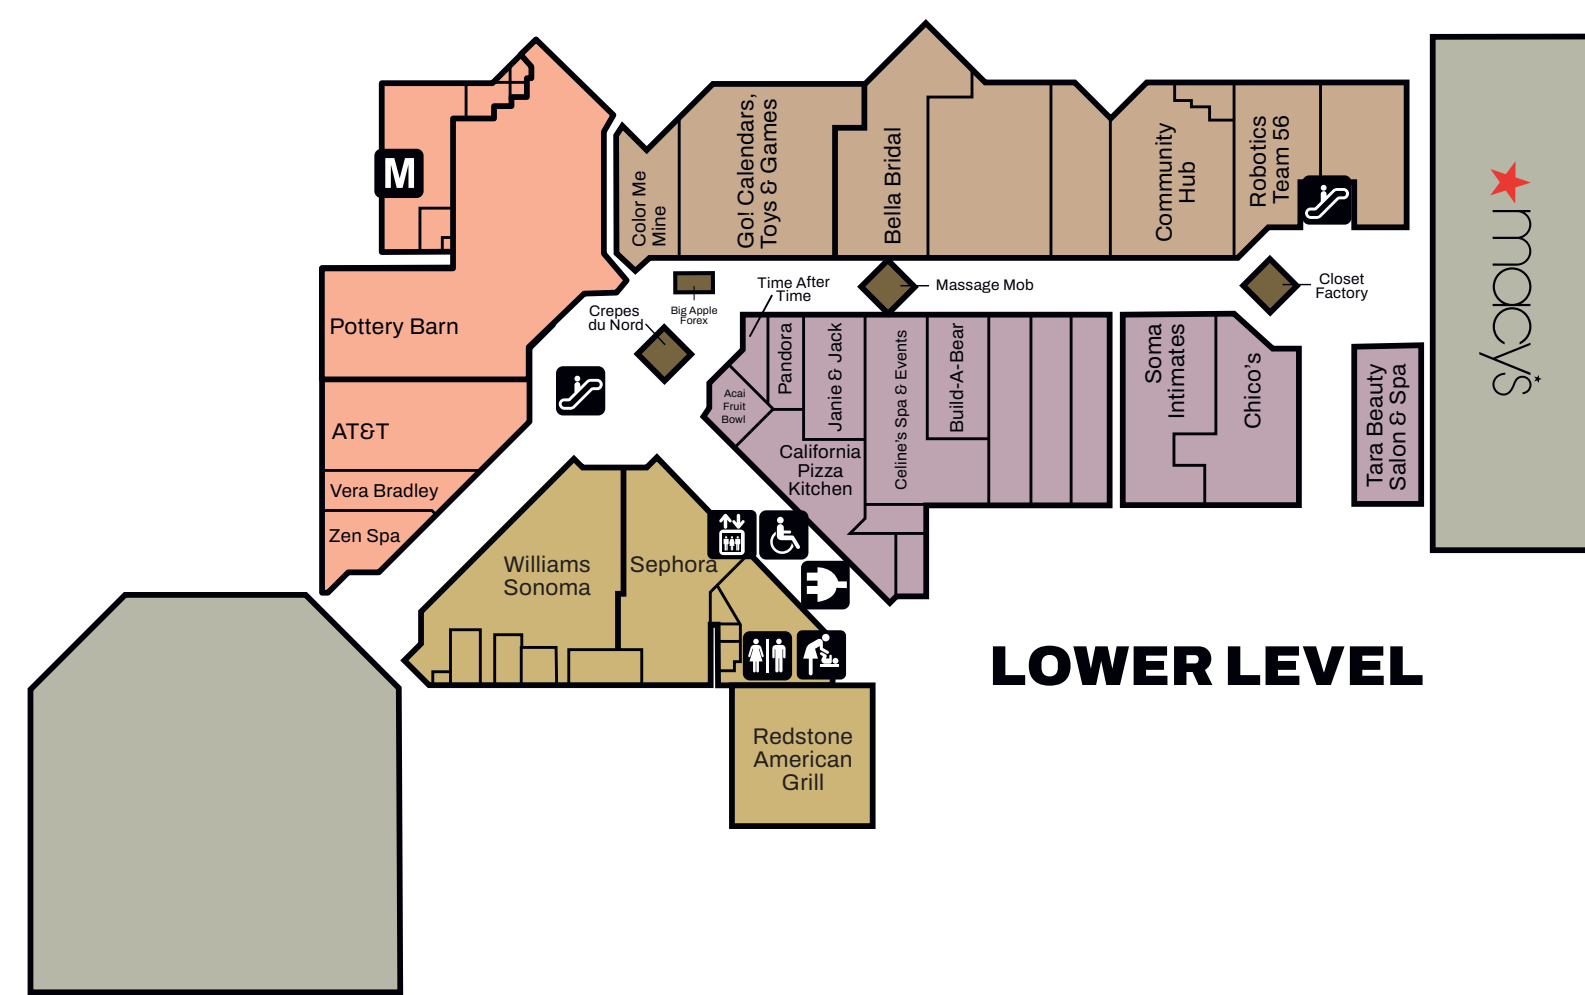 M
Color Me
Mine
Go! Calendars,
Toys & Games
Bella Bridal
Community
Hub
Robotics
Team 56
macy's
Pottery Barn
AT&T
Vera Bradley
Zen Spa
Crepes
du Nord
Big Apple
Forex
Time After
Time
Massage Mob
Closet
Factory
Acai
Fruit
Bowl
Pandora
Janie & Jack
California
Pizza
Kitchen
Celine's Spa & Events
Build-A-Bear
Soma
Intimates
Chico's
Tara Beauty
Salon & Spa
Williams
Sonoma
Sephora
Redstone
American
Grill
LOWER LEVEL